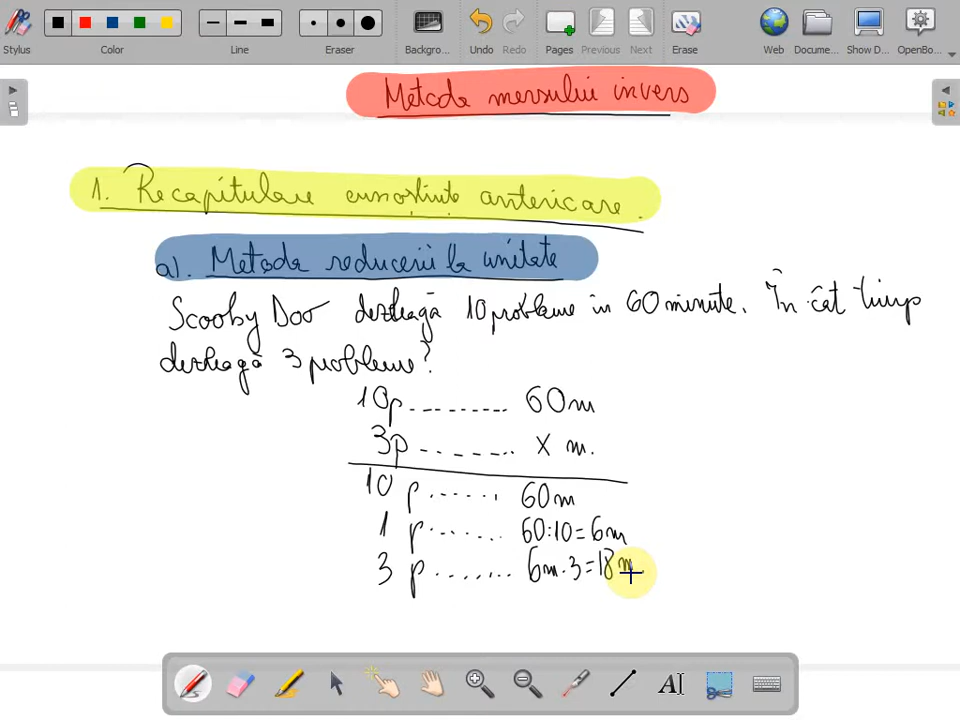 Color Line Eraser Backgro... Undo Redo Pages Previous Next Erase Web Docume... Show D... OpenBo...
Stylus
Metoda mersului invers
1. Recapitulare cunoștințe anterioare.
a). Metoda reducerii la unitate
Scooby Doo dezleagă 10 probleme în 60 minute. În cât timp
dezleagă 3 probleme?
10p .......... 60m
3p ........ x m.
10 p ...... 60m
1 p ....... 60:10=6m
3 p ....... 6m.3=18m